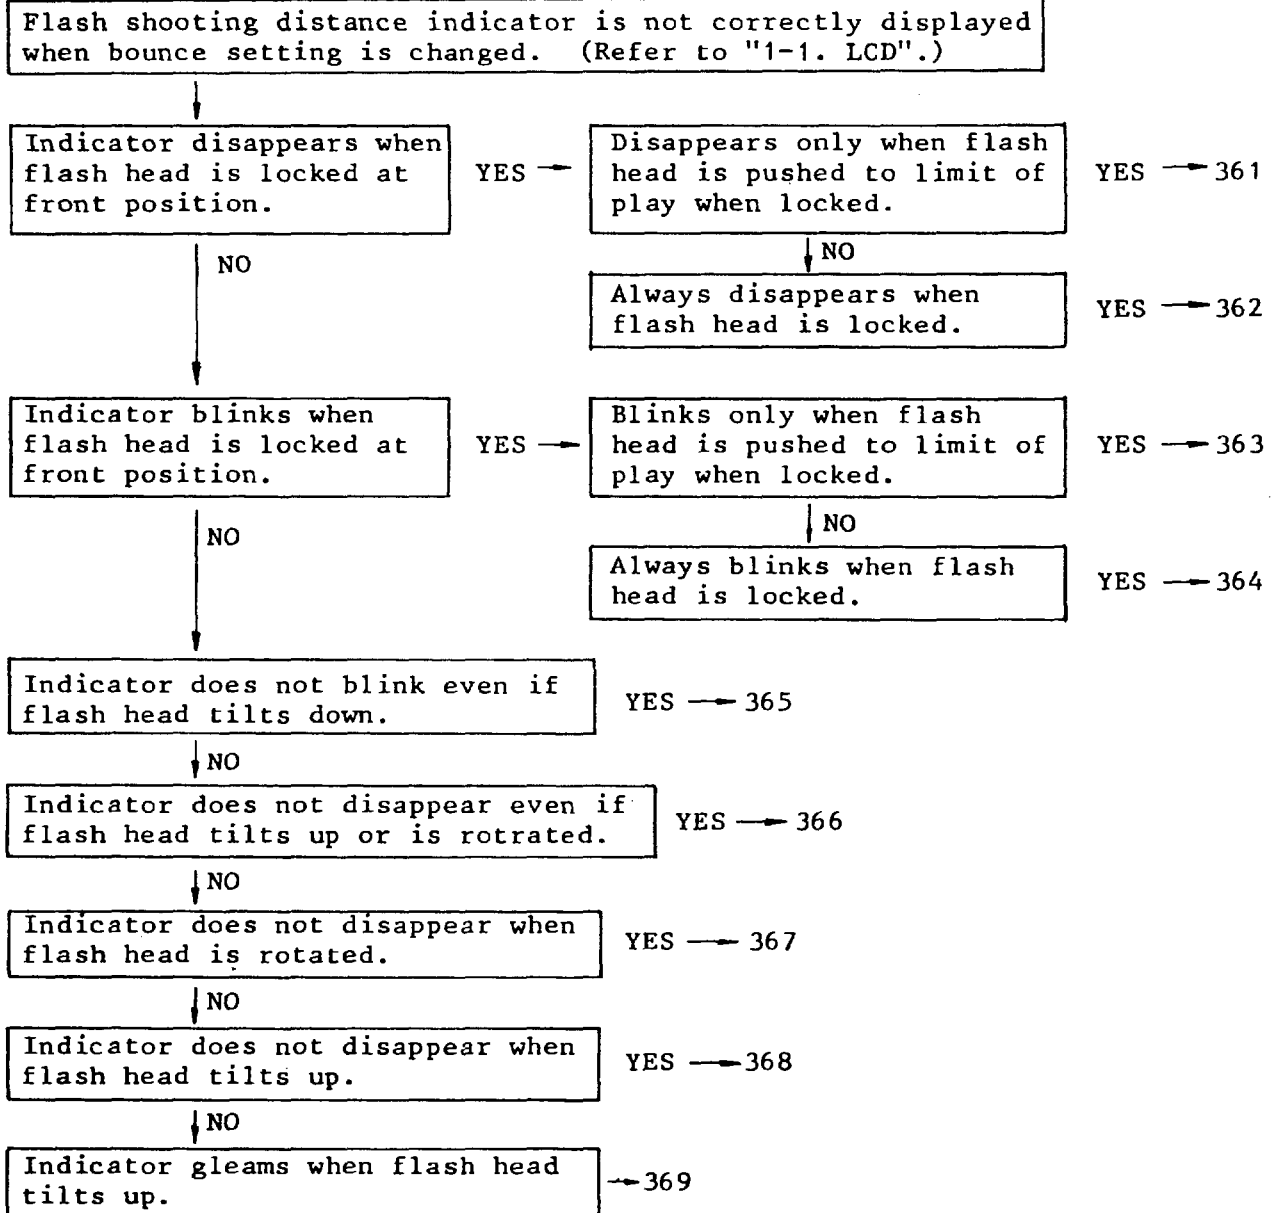 Flash shooting distance indicator is not correctly displayed
when bounce setting is changed. (Refer to "1-1. LCD".)
Indicator disappears when
flash head is locked at
front position.
YES
Disappears only when flash
head is pushed to limit of
play when locked.
YES
361
NO
NO
Always disappears when
flash head is locked.
YES
362
Indicator blinks when
flash head is locked at
front position.
YES
Blinks only when flash
head is pushed to limit of
play when locked.
YES
363
NO
NO
Always blinks when flash
head is locked.
YES
364
Indicator does not blink even if
flash head tilts down.
YES
365
NO
Indicator does not disappear even if
flash head tilts up or is rotrated.
YES
366
NO
Indicator does not disappear when
flash head is rotated.
YES
367
NO
Indicator does not disappear when
flash head tilts up.
YES
368
NO
Indicator gleams when flash head
tilts up.
369